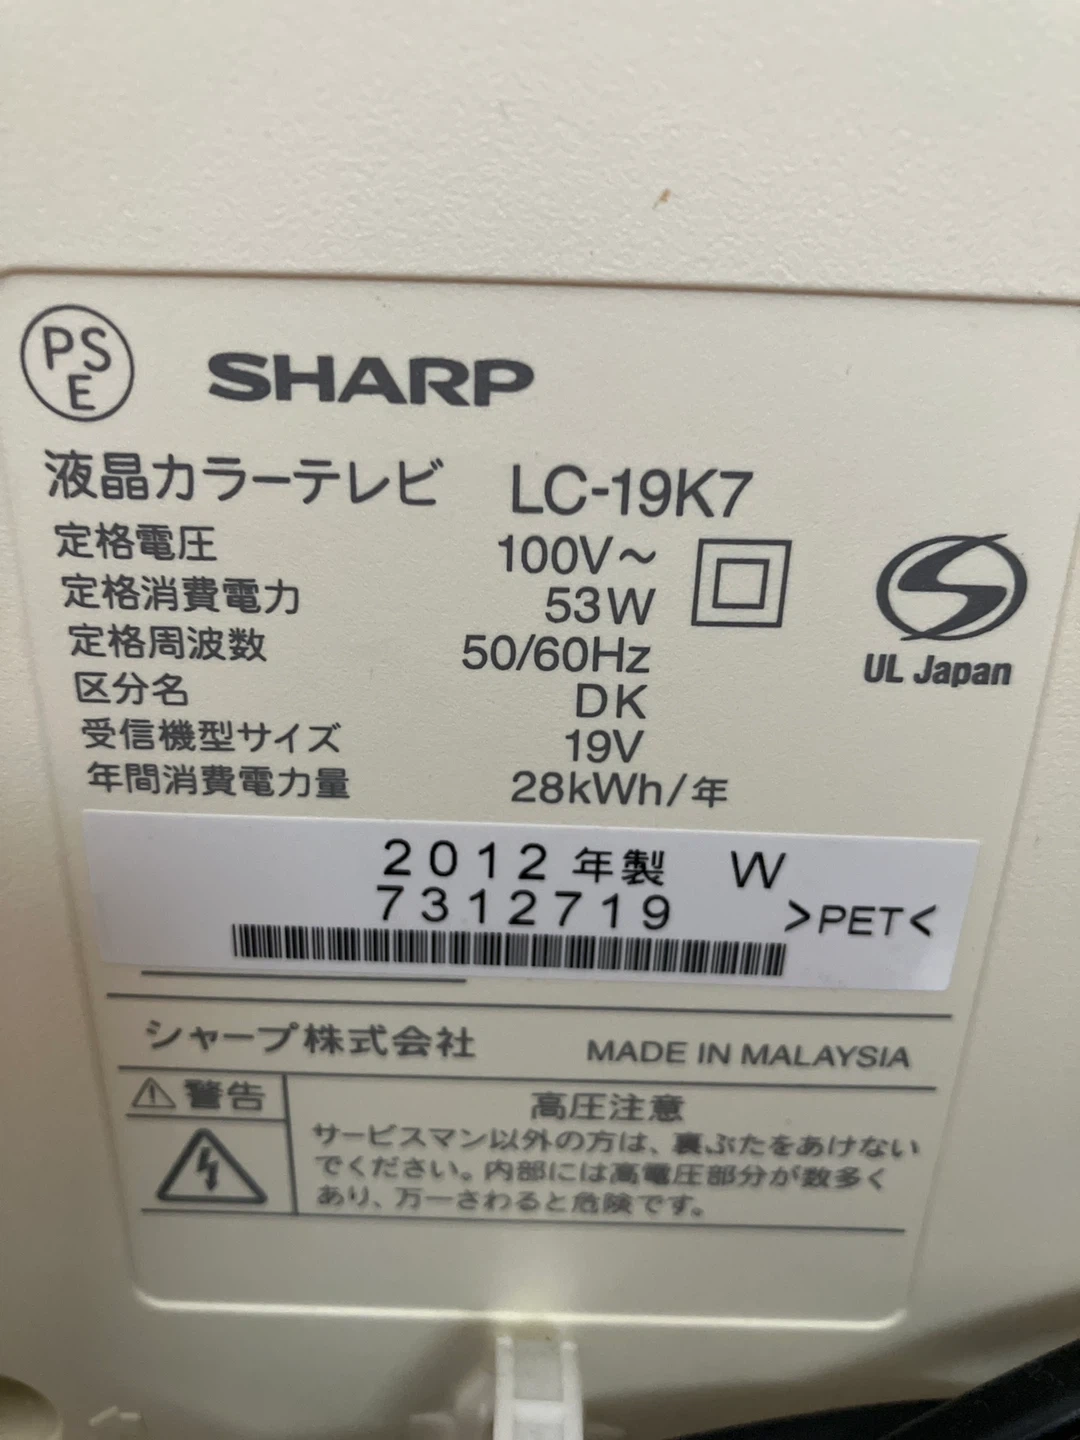 PS
E
SHARP
液晶カラーテレビ LC-19K7
定格電圧 100V～
定格消費電力 53W
定格周波数 50/60Hz
区分名 DK
受信機型サイズ 19V
年間消費電力量 28kWh/年
UL Japan
2012年製 W
7312719 >PET<
シャープ株式会社 MADE IN MALAYSIA
警告
高圧注意
サービスマン以外の方は、裏ぶたをあけない
でください。内部には高電圧部分が数多く
あり、万一さわると危険です。